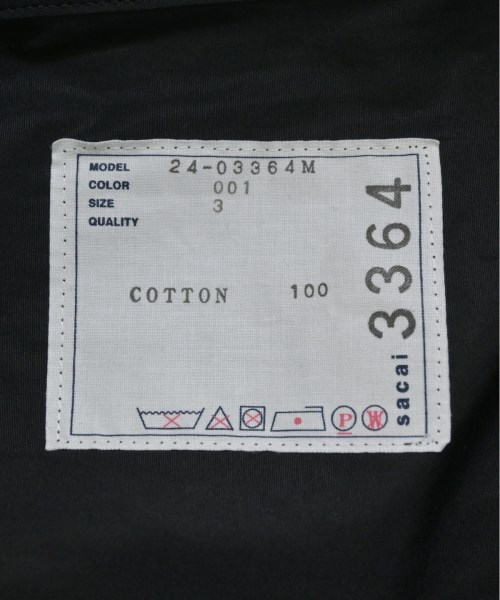 MODEL 24-03364M
COLOR 001
SIZE 3
QUALITY
COTTON 100
P W
sacai 3364